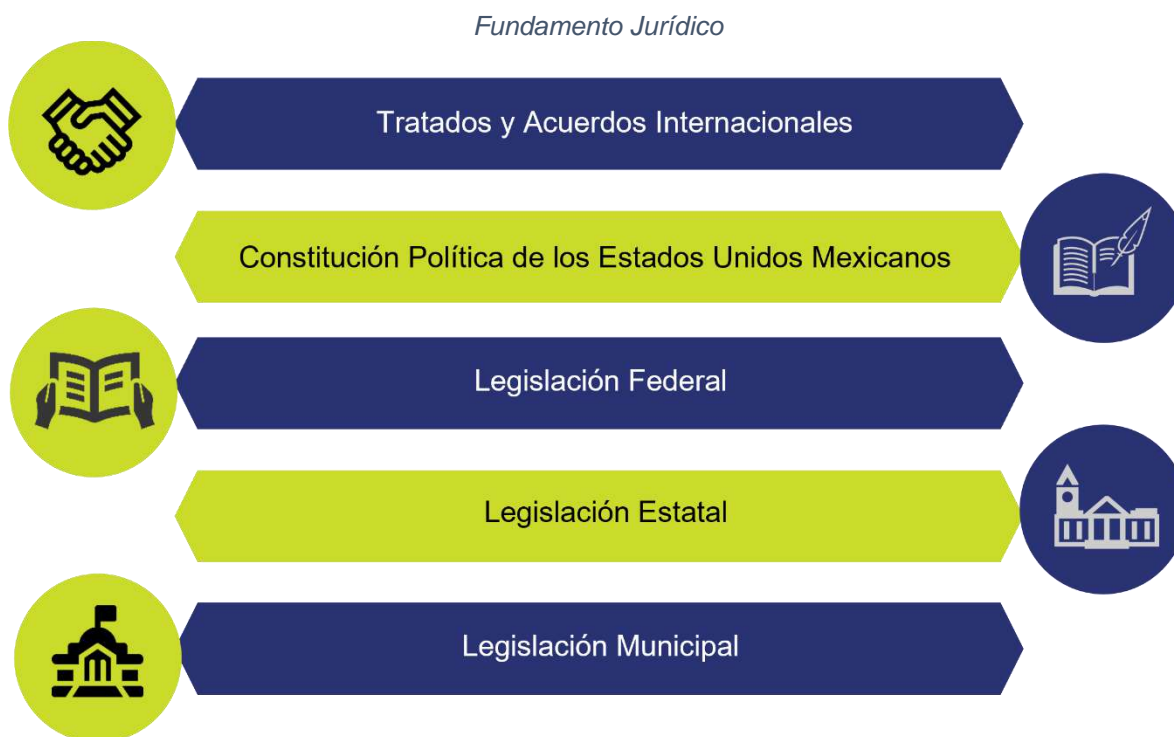 Fundamento Jurídico
Tratados y Acuerdos Internacionales
Constitución Política de los Estados Unidos Mexicanos
Legislación Federal
Legislación Estatal
Legislación Municipal